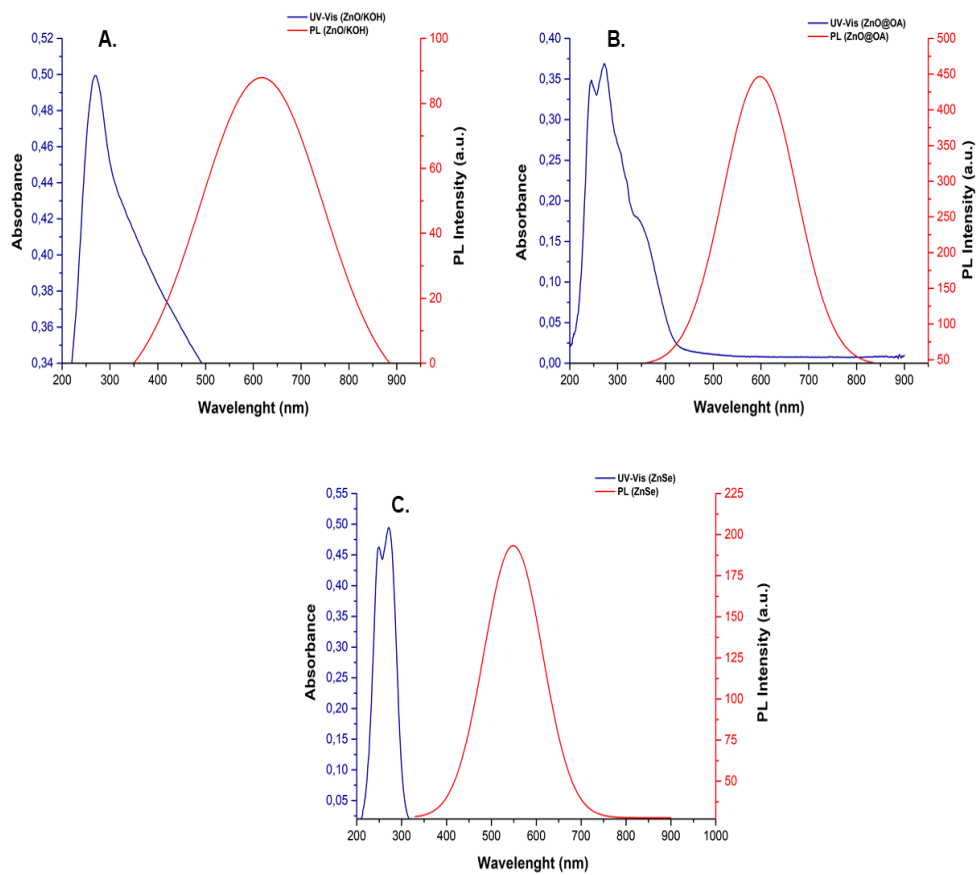 UV-Vis (ZnO/KOH)
PL (ZnO/KOH)
A.
0,52
0,50
0,48
0,46
0,44
0,42
0,40
0,38
0,36
0,34
Absorbance
100
80
60
40
20
0
PL Intensity (a.u.)
200 300 400 500 600 700 800 900
Wavelenght (nm)
UV-Vis (ZnO@OA)
PL (ZnO@OA)
B.
0,40
0,35
0,30
0,25
0,20
0,15
0,10
0,05
0,00
Absorbance
500
450
400
350
300
250
200
150
100
50
PL Intensity (a.u.)
200 300 400 500 600 700 800 900
Wavelenght (nm)
UV-Vis (ZnSe)
PL (ZnSe)
C.
0,55
0,50
0,45
0,40
0,35
0,30
0,25
0,20
0,15
0,10
0,05
Absorbance
225
200
175
150
125
100
75
50
PL Intensity (a.u.)
200 300 400 500 600 700 800 900 1000
Wavelenght (nm)